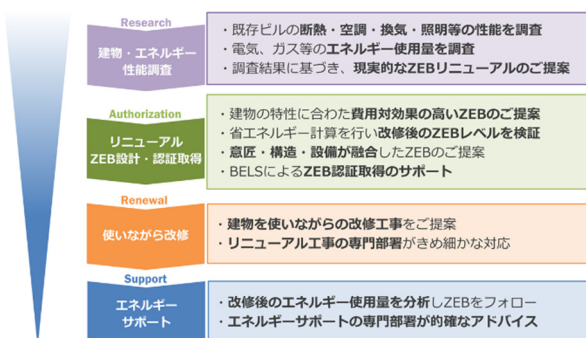 Research
建物・エネルギー
性能調査
・既存ビルの断熱・空調・換気・照明等の性能を調査
・電気、ガス等のエネルギー使用量を調査
・調査結果に基づき、現実的なZEBリニューアルのご提案
Authorization
リニューアル
ZEB設計・認証取得
・建物の特性に合わた費用対効果の高いZEBのご提案
・省エネルギー計算を行い改修後のZEBレベルを検証
・意匠・構造・設備が融合したZEBのご提案
・BELSによるZEB認証取得のサポート
Renewal
使いながら改修
・建物を使いながらの改修工事をご提案
・リニューアル工事の専門部署がきめ細かな対応
Support
エネルギー
サポート
・改修後のエネルギー使用量を分析しZEBをフォロー
・エネルギーサポートの専門部署が的確なアドバイス